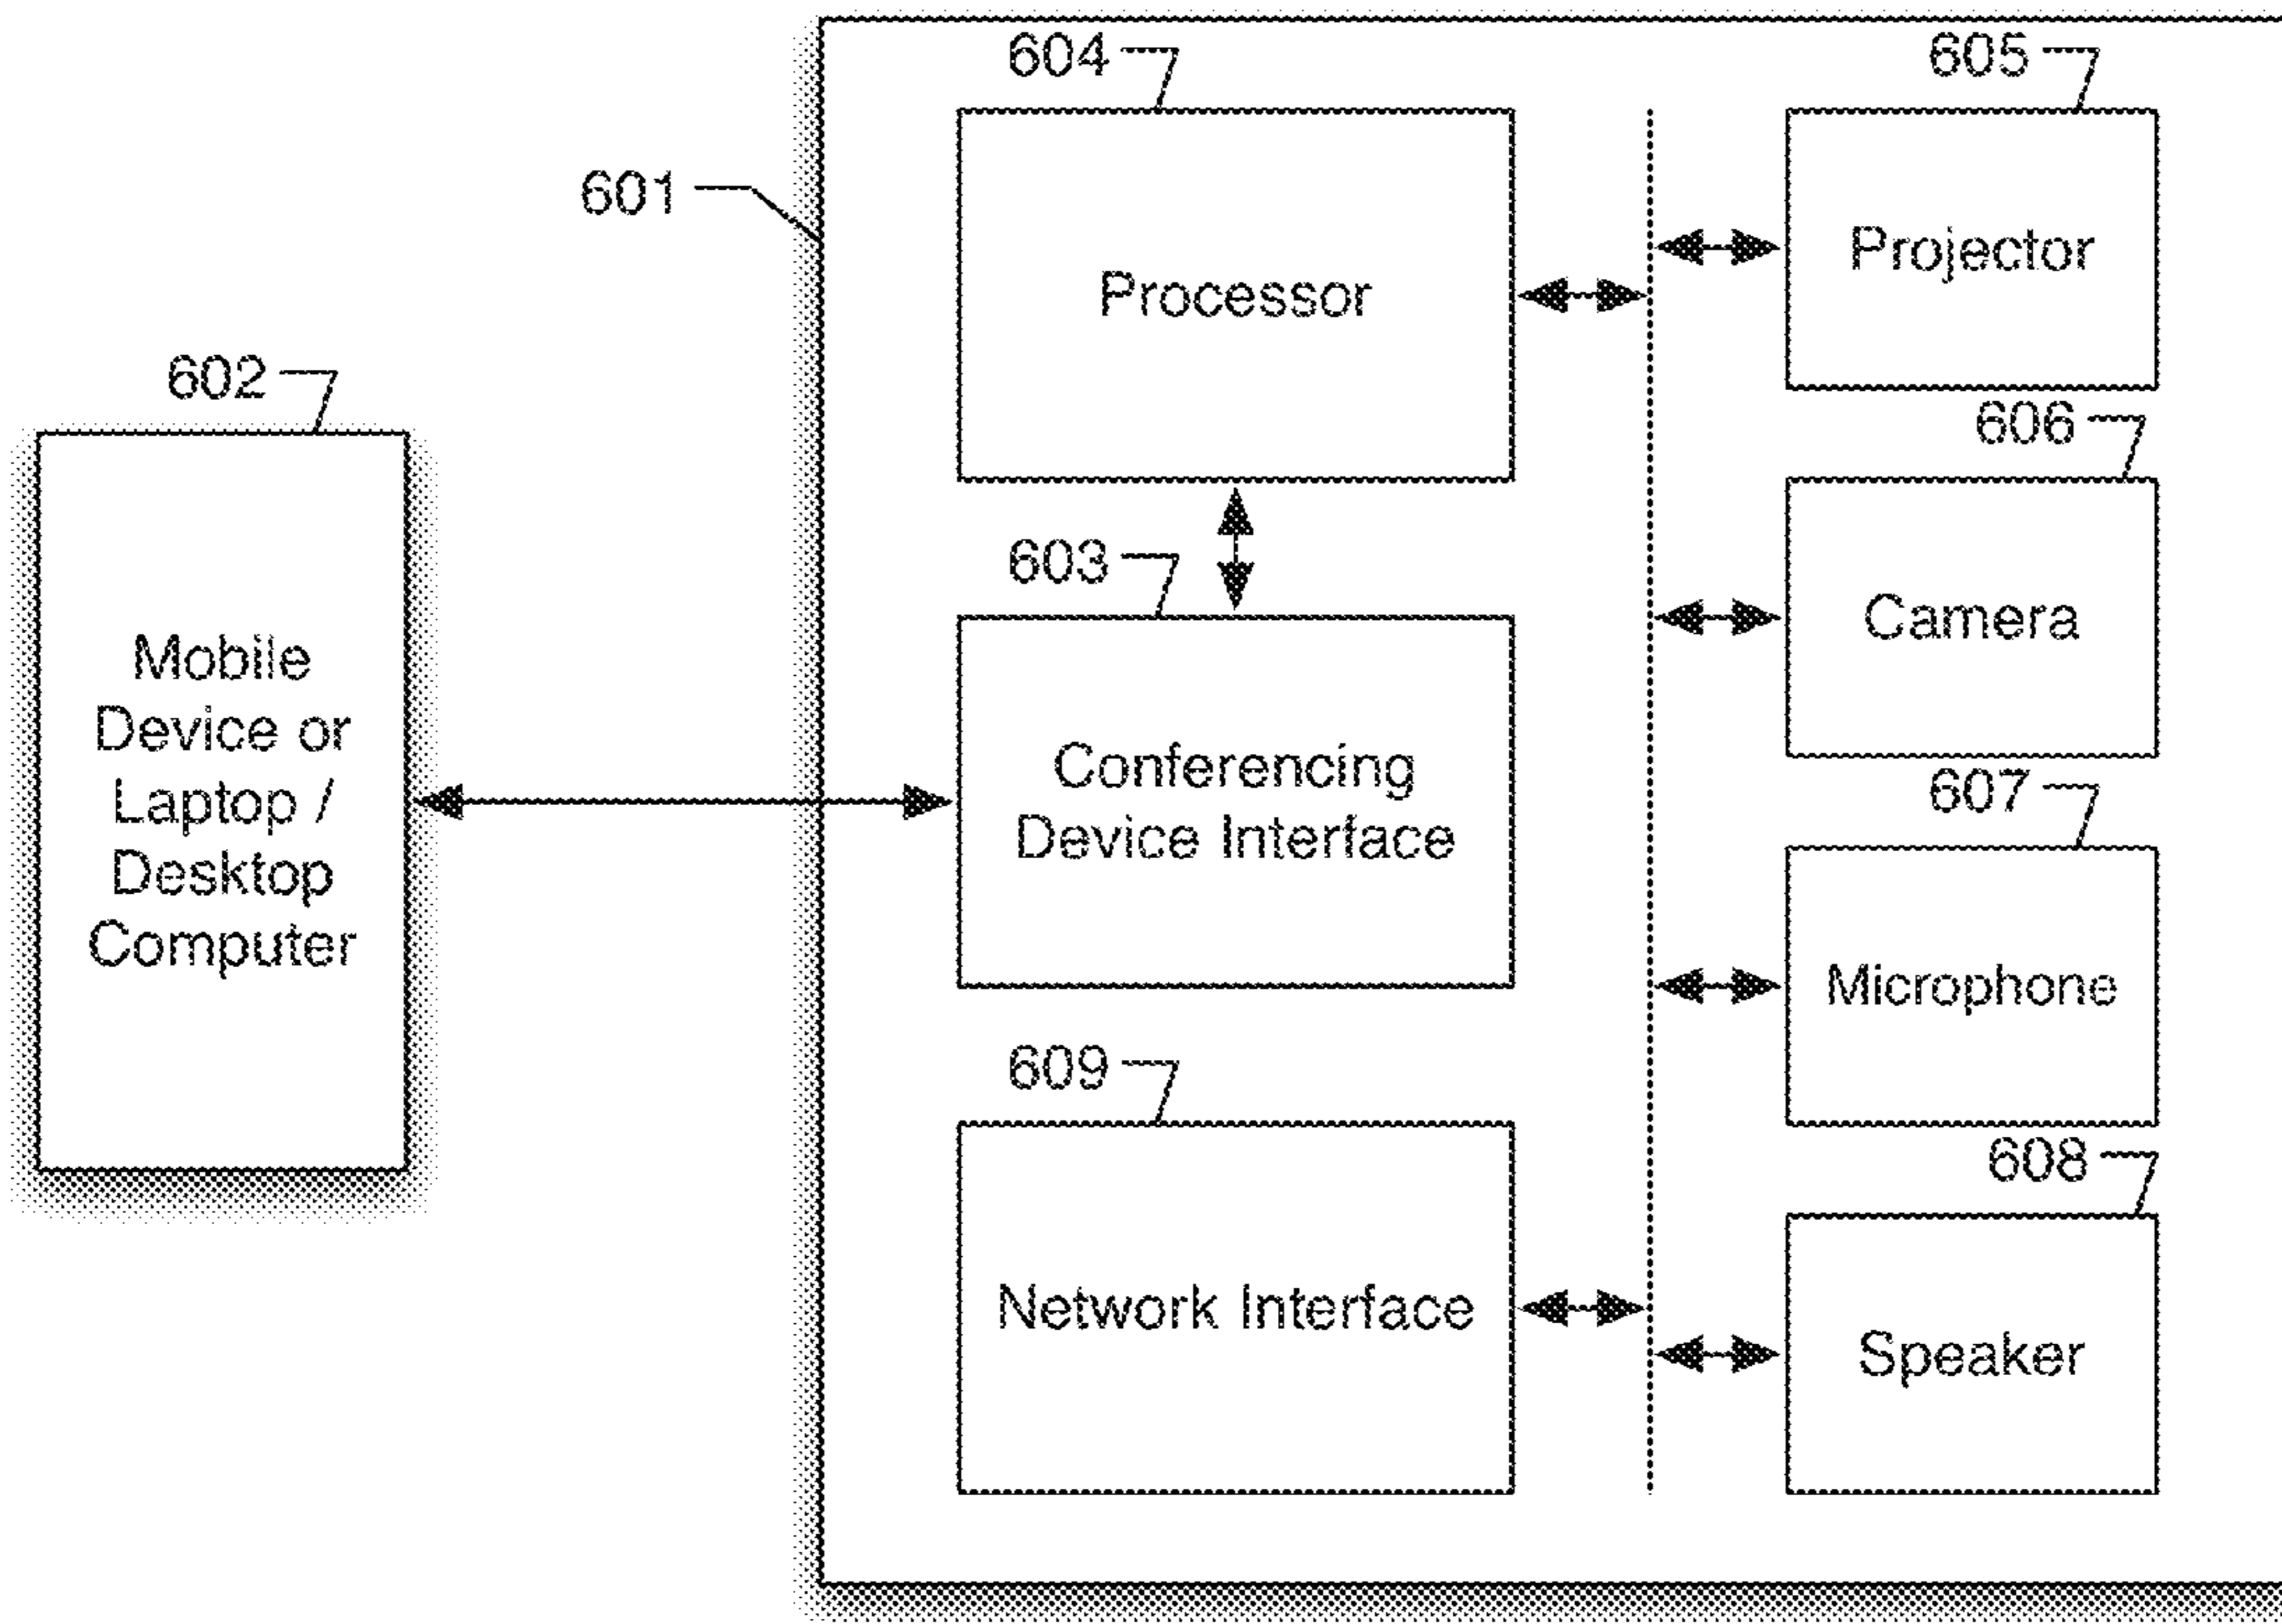 604
605
601
Projector
Processor
602
606
603
Camera
Mobile
Device or
Laptop /
Desktop
Computer
Conferencing
Device Interface
607
Microphone
609
608
Network Interface
Speaker